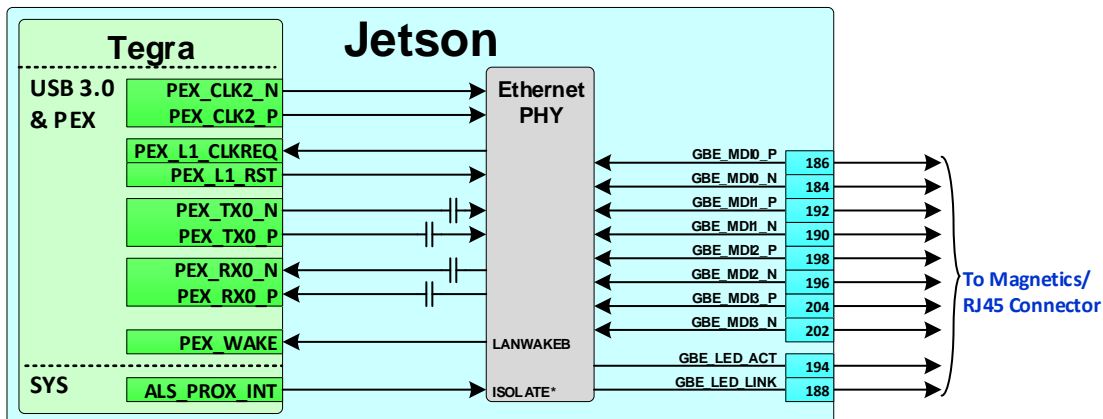 Jetson
Tegra
USB 3.0
& PEX
PEX_CLK2_N
PEX_CLK2_P
PEX_L1_CLKREQ
PEX_L1_RST
PEX_TX0_N
PEX_TX0_P
PEX_RX0_N
PEX_RX0_P
PEX_WAKE
SYS
ALS_PROX_INT
Ethernet
PHY
LANWAKEB
ISOLATE*
GBE_MDI0_P
186
GBE_MDI0_N
184
GBE_MDI1_P
192
GBE_MDI1_N
190
GBE_MDI2_P
198
GBE_MDI2_N
196
GBE_MDI3_P
204
GBE_MDI3_N
202
GBE_LED_ACT
194
GBE_LED_LINK
188
To Magnetics/
RJ45 Connector